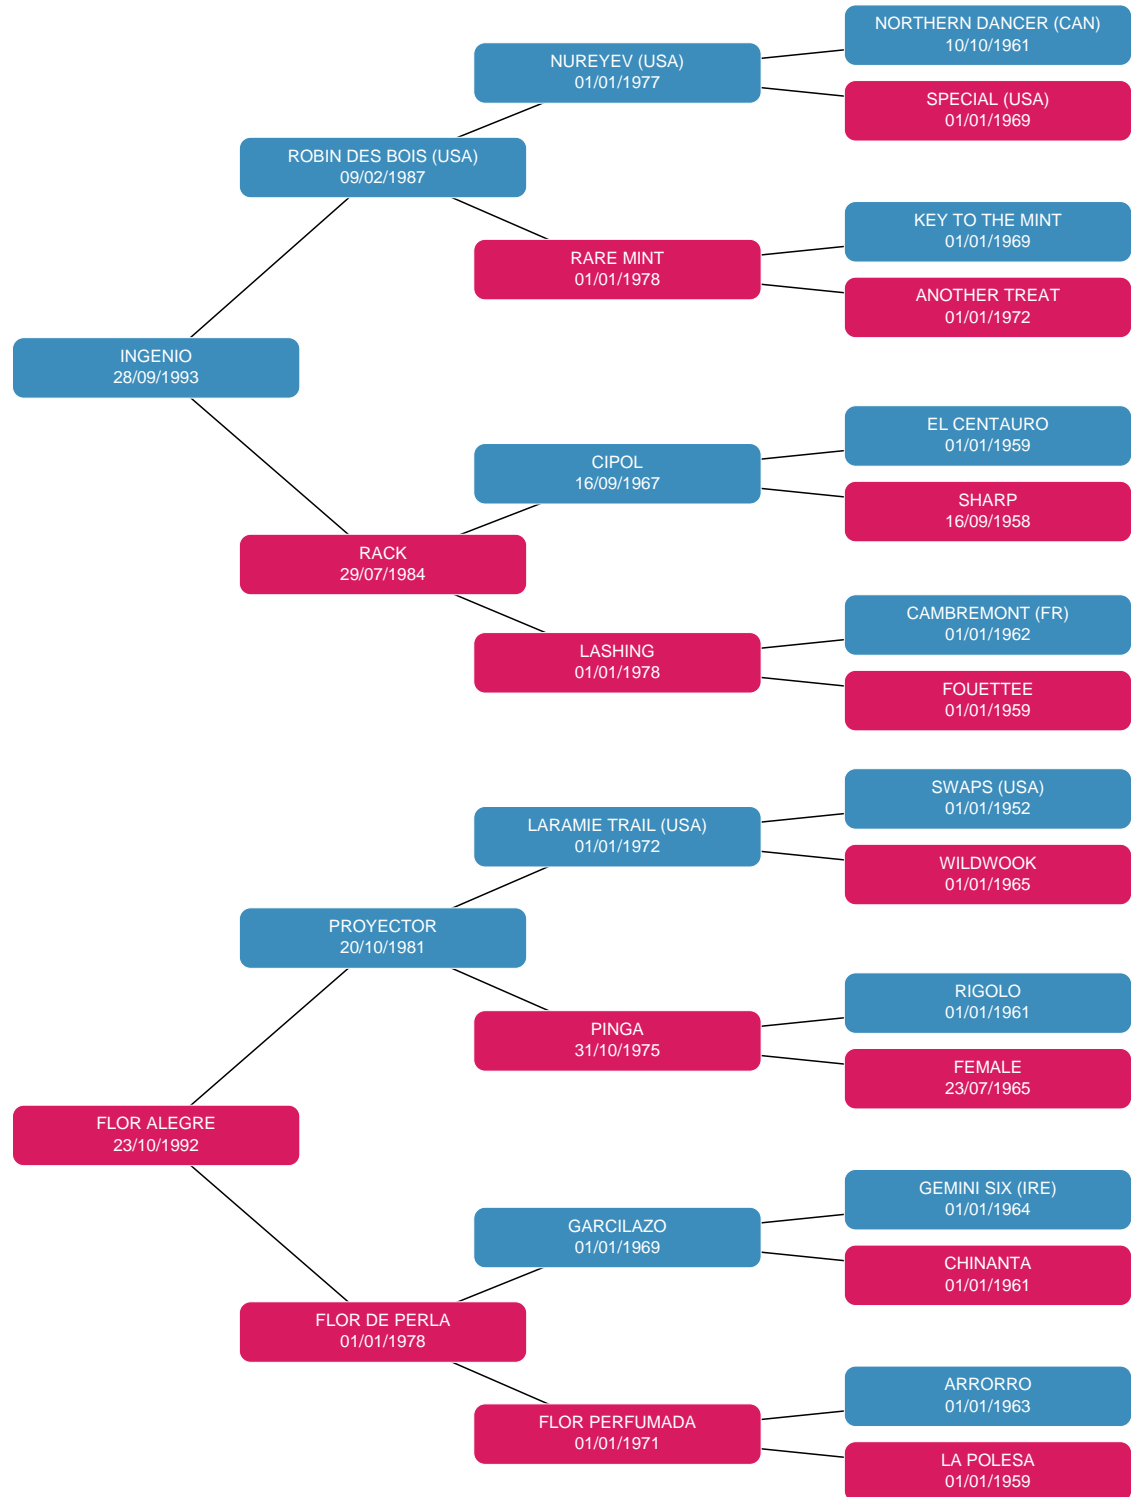 NORTHERN DANCER (CAN)
10/10/1961
NUREYEV (USA)
01/01/1977
SPECIAL (USA)
01/01/1969
ROBIN DES BOIS (USA)
09/02/1987
KEY TO THE MINT
01/01/1969
RARE MINT
01/01/1978
ANOTHER TREAT
01/01/1972
INGENIO
28/09/1993
EL CENTAURO
01/01/1959
CIPOL
16/09/1967
SHARP
16/09/1958
RACK
29/07/1984
CAMBREMONT (FR)
01/01/1962
LASHING
01/01/1978
FOUETTEE
01/01/1959
SWAPS (USA)
01/01/1952
LARAMIE TRAIL (USA)
01/01/1972
WILDWOOK
01/01/1965
PROYECTOR
20/10/1981
RIGOLO
01/01/1961
PINGA
31/10/1975
FEMALE
23/07/1965
FLOR ALEGRE
23/10/1992
GEMINI SIX (IRE)
01/01/1964
GARCILAZO
01/01/1969
CHINANTA
01/01/1961
FLOR DE PERLA
01/01/1978
ARRORRO
01/01/1963
FLOR PERFUMADA
01/01/1971
LA POLESA
01/01/1959